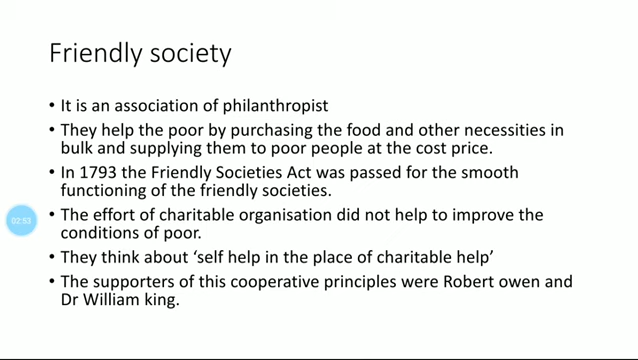 Friendly society
• It is an association of philanthropist
• They help the poor by purchasing the food and other necessities in
bulk and supplying them to poor people at the cost price.
• In 1793 the Friendly Societies Act was passed for the smooth
functioning of the friendly societies.
02:53
• The effort of charitable organisation did not help to improve the
conditions of poor.
• They think about ‘self help in the place of charitable help’
• The supporters of this cooperative principles were Robert owen and
Dr William king.